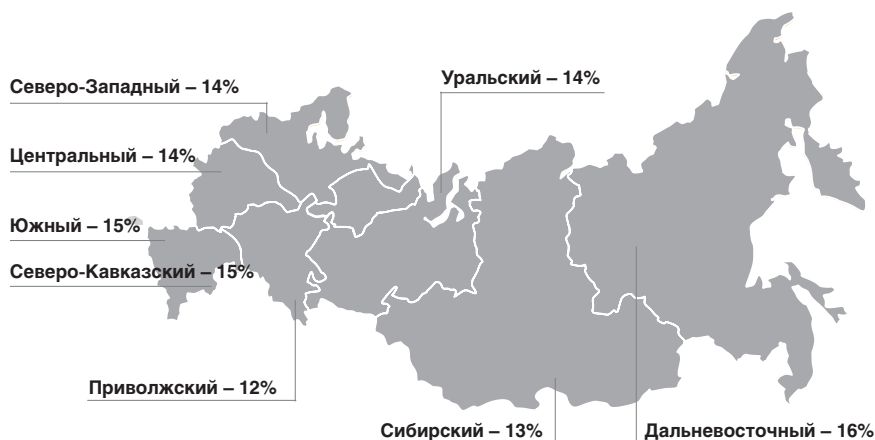 Северо-Западный – 14%
Уральский – 14%
Центральный – 14%
Южный – 15%
Северо-Кавказский – 15%
Приволжский – 12%
Сибирский – 13%
Дальневосточный – 16%